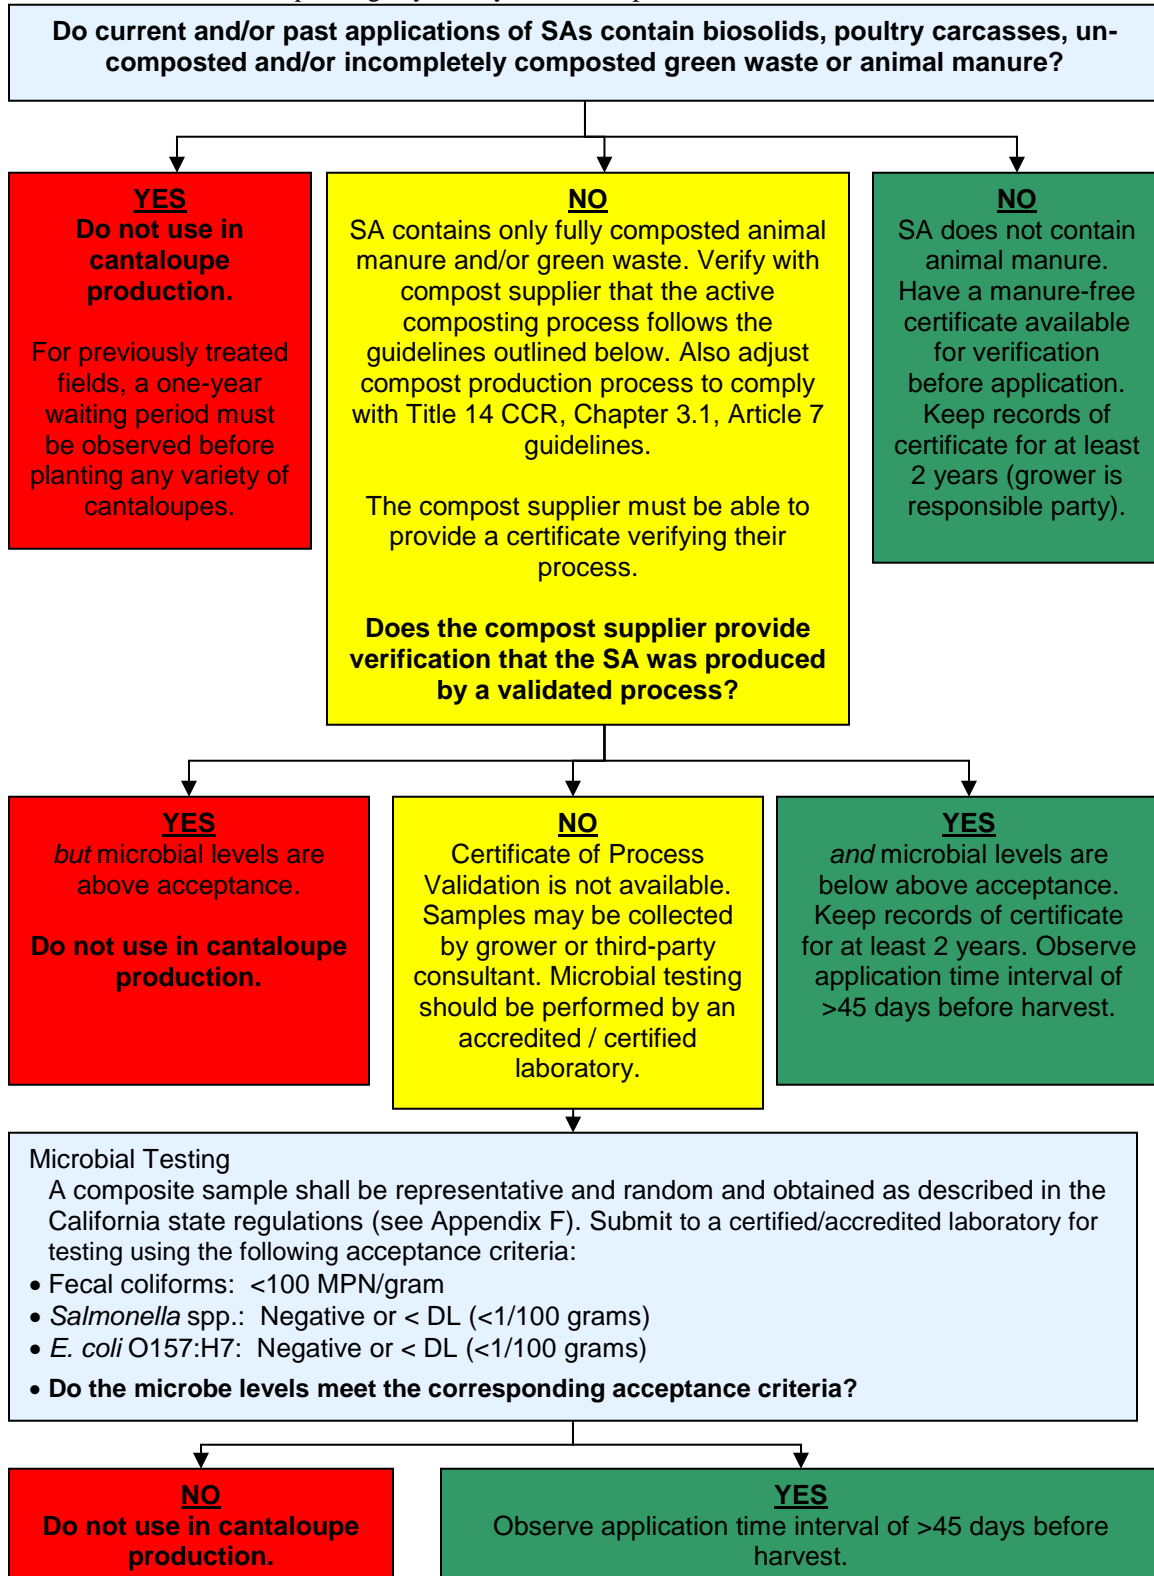 Do current and/or past applications of SAs contain biosolids, poultry carcasses, un-
composted and/or incompletely composted green waste or animal manure?
YES
Do not use in
cantaloupe
production.
For previously treated
fields, a one-year
waiting period must
be observed before
planting any variety of
cantaloupes.
NO
SA contains only fully composted animal
manure and/or green waste. Verify with
compost supplier that the active
composting process follows the
guidelines outlined below. Also adjust
compost production process to comply
with Title 14 CCR, Chapter 3.1, Article 7
guidelines.
The compost supplier must be able to
provide a certificate verifying their
process.
Does the compost supplier provide
verification that the SA was produced
by a validated process?
NO
SA does not contain
animal manure.
Have a manure-free
certificate available
for verification
before application.
Keep records of
certificate for at least
2 years (grower is
responsible party).
YES
but microbial levels are
above acceptance.
Do not use in cantaloupe
production.
NO
Certificate of Process
Validation is not available.
Samples may be collected
by grower or third-party
consultant. Microbial testing
should be performed by an
accredited / certified
laboratory.
YES
and microbial levels are
below above acceptance.
Keep records of certificate
for at least 2 years. Observe
application time interval of
>45 days before harvest.
Microbial Testing
A composite sample shall be representative and random and obtained as described in the
California state regulations (see Appendix F). Submit to a certified/accredited laboratory for
testing using the following acceptance criteria:
• Fecal coliforms: <100 MPN/gram
• Salmonella spp.: Negative or < DL (<1/100 grams)
• E. coli O157:H7: Negative or < DL (<1/100 grams)
• Do the microbe levels meet the corresponding acceptance criteria?
NO
Do not use in cantaloupe
production.
YES
Observe application time interval of >45 days before
harvest.